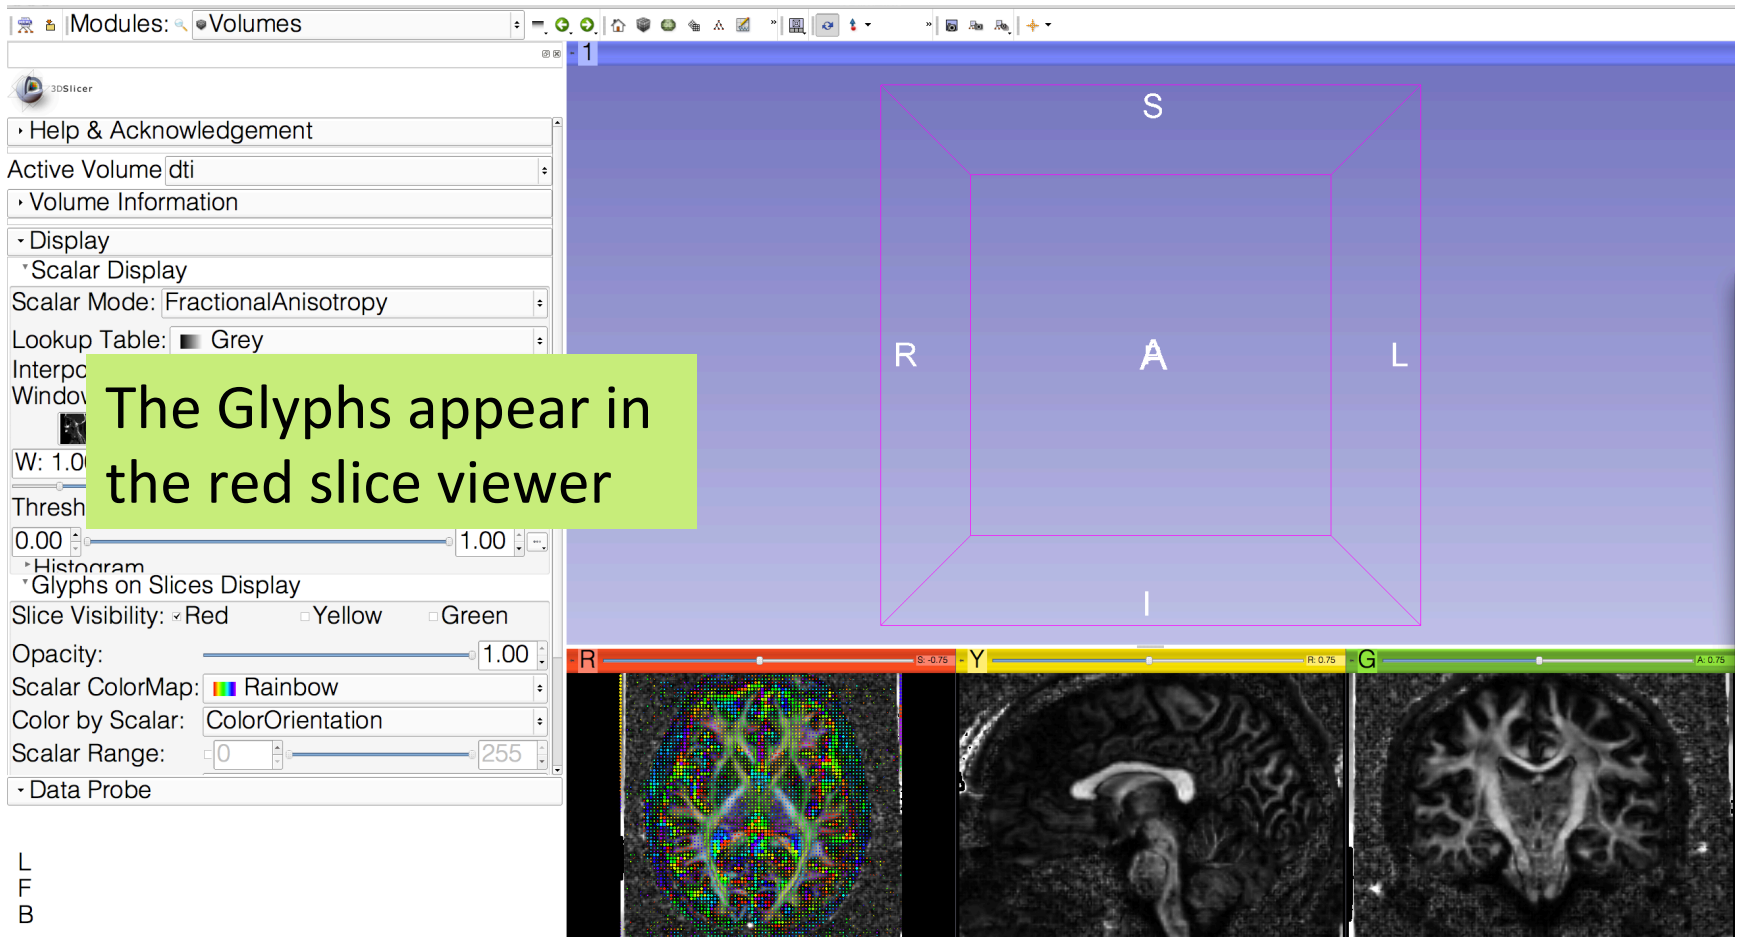 Modules: Volumes
3DSlicer
Help & Acknowledgement
Active Volume dti
Volume Information
Display
Scalar Display
Scalar Mode: FractionalAnisotropy
Lookup Table: Grey
Interpo
Window
W: 1.00
Thresh
0.00 1.00
Histogram
Glyphs on Slices Display
Slice Visibility: Red Yellow Green
Opacity: 1.00
Scalar ColorMap: Rainbow
Color by Scalar: ColorOrientation
Scalar Range: 0 255
Data Probe
L
F
B
The Glyphs appear in
the red slice viewer
1
S
R A L
I
R S: -0.75
Y R: 0.75
G A: 0.75